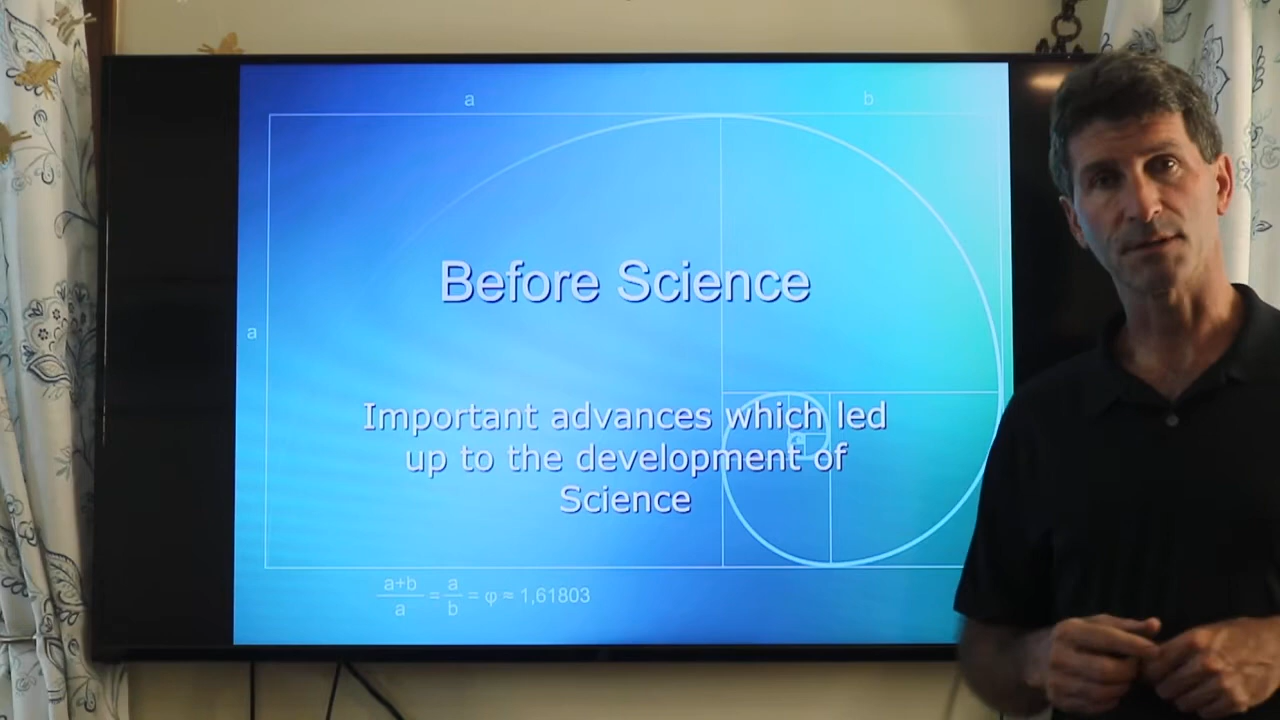 a b
Before Science
a
Important advances which led
up to the development of
Science
a+b/a = a/b = φ ≈ 1,61803